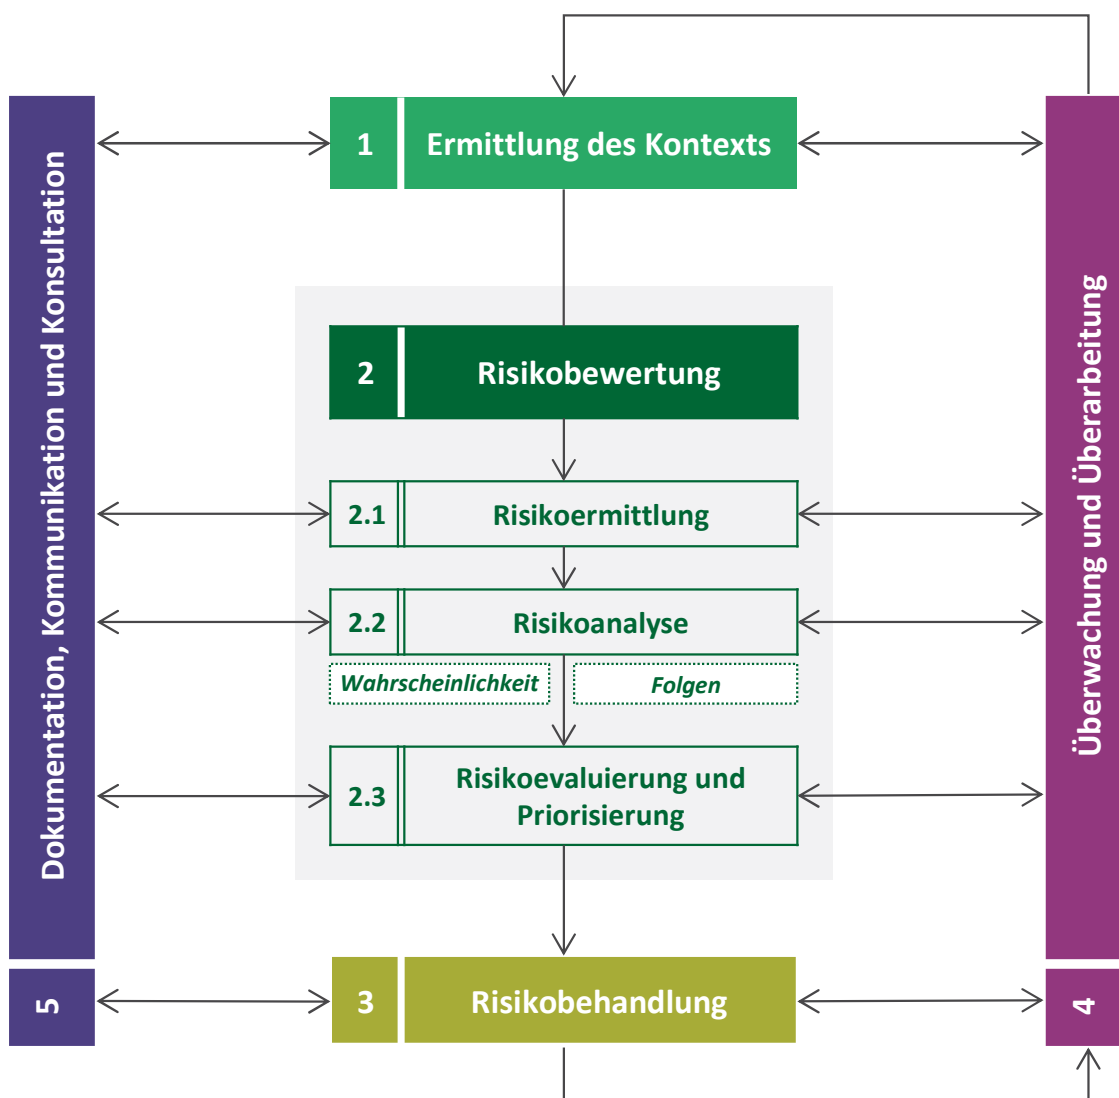 1 Ermittlung des Kontexts
2 Risikobewertung
2.1 Risikoermittlung
2.2 Risikoanalyse
Wahrscheinlichkeit Folgen
2.3 Risikoevaluierung und
Priorisierung
3 Risikobehandlung
4 Überwachung und Überarbeitung
5 Dokumentation, Kommunikation und Konsultation